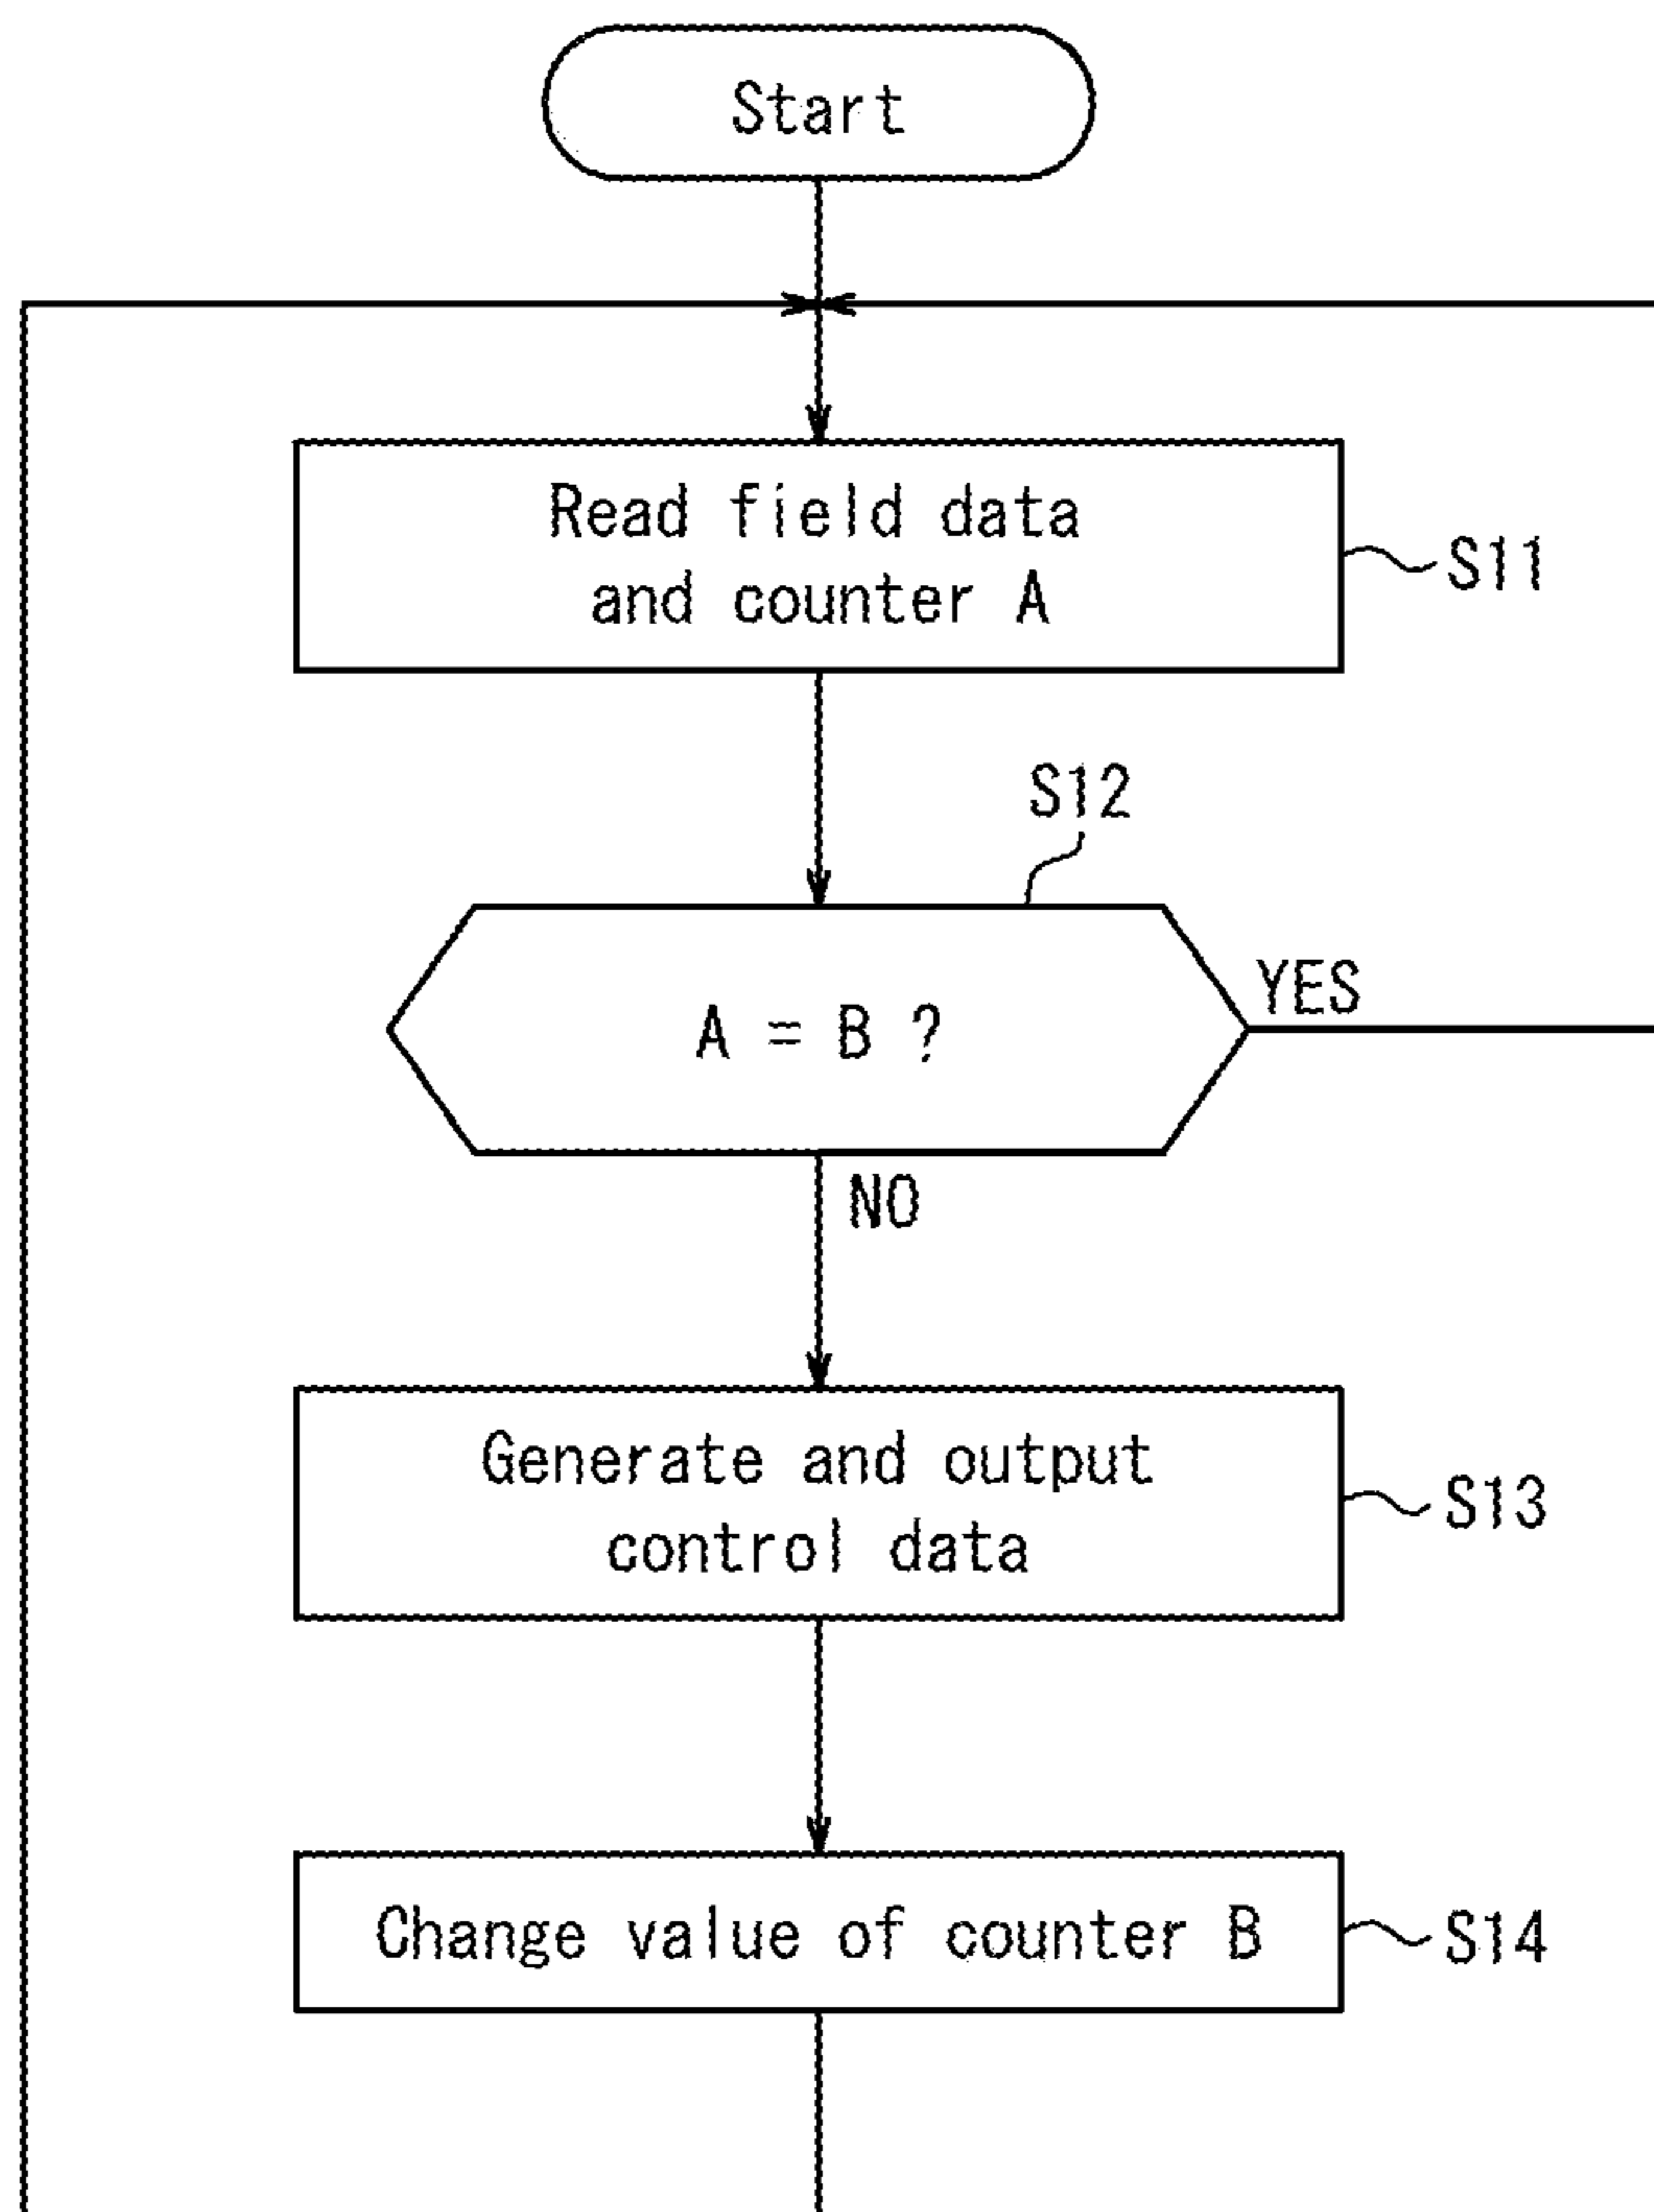 Start
Read field data
and counter A
S11
S12
A = B ?
YES
NO
Generate and output
control data
S13
Change value of counter B
S14